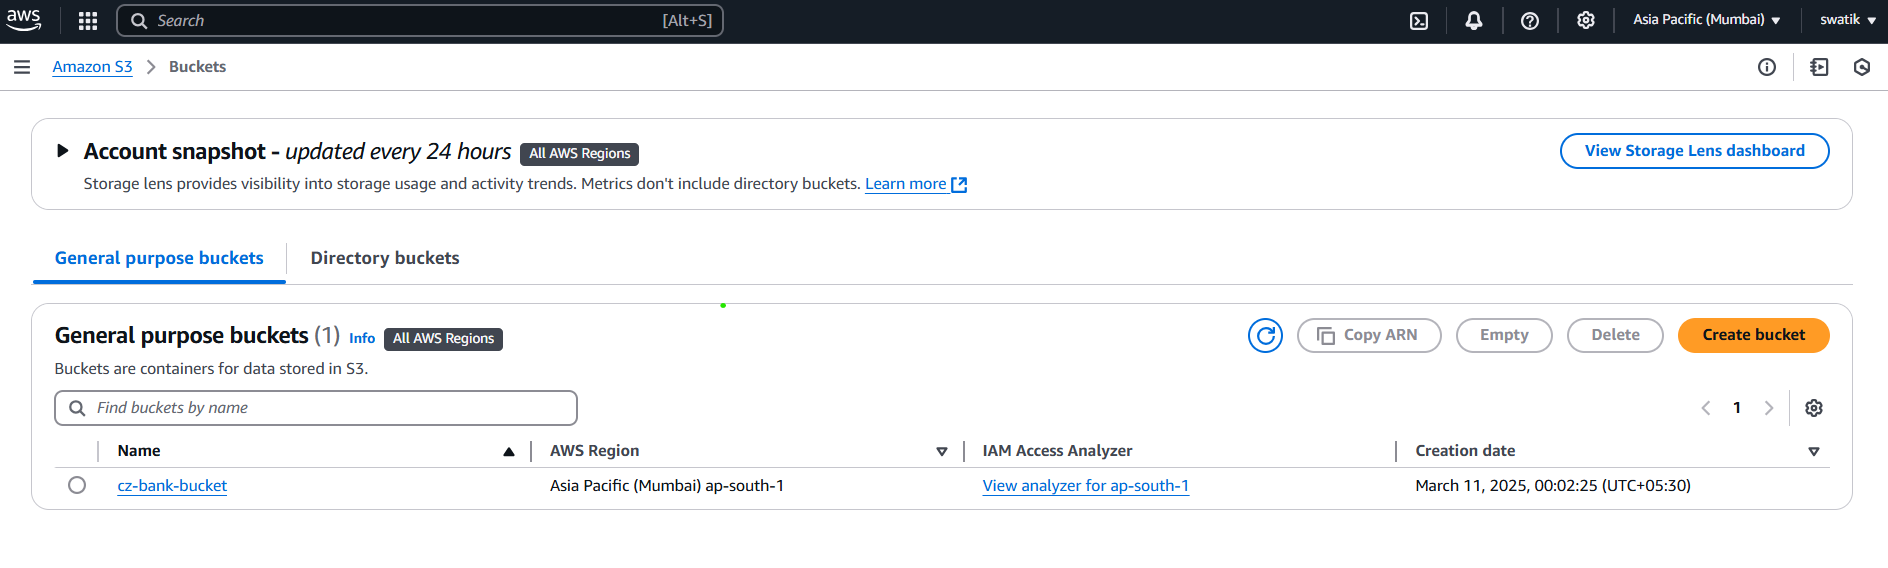 aws Search [Alt+S] Asia Pacific (Mumbai) swatik
Amazon S3 Buckets
Account snapshot - updated every 24 hours All AWS Regions View Storage Lens dashboard
Storage lens provides visibility into storage usage and activity trends. Metrics don't include directory buckets. Learn more
General purpose buckets Directory buckets
General purpose buckets (1) Info All AWS Regions Copy ARN Empty Delete Create bucket
Buckets are containers for data stored in S3.
Find buckets by name 1
Name AWS Region IAM Access Analyzer Creation date
cz-bank-bucket Asia Pacific (Mumbai) ap-south-1 View analyzer for ap-south-1 March 11, 2025, 00:02:25 (UTC+05:30)